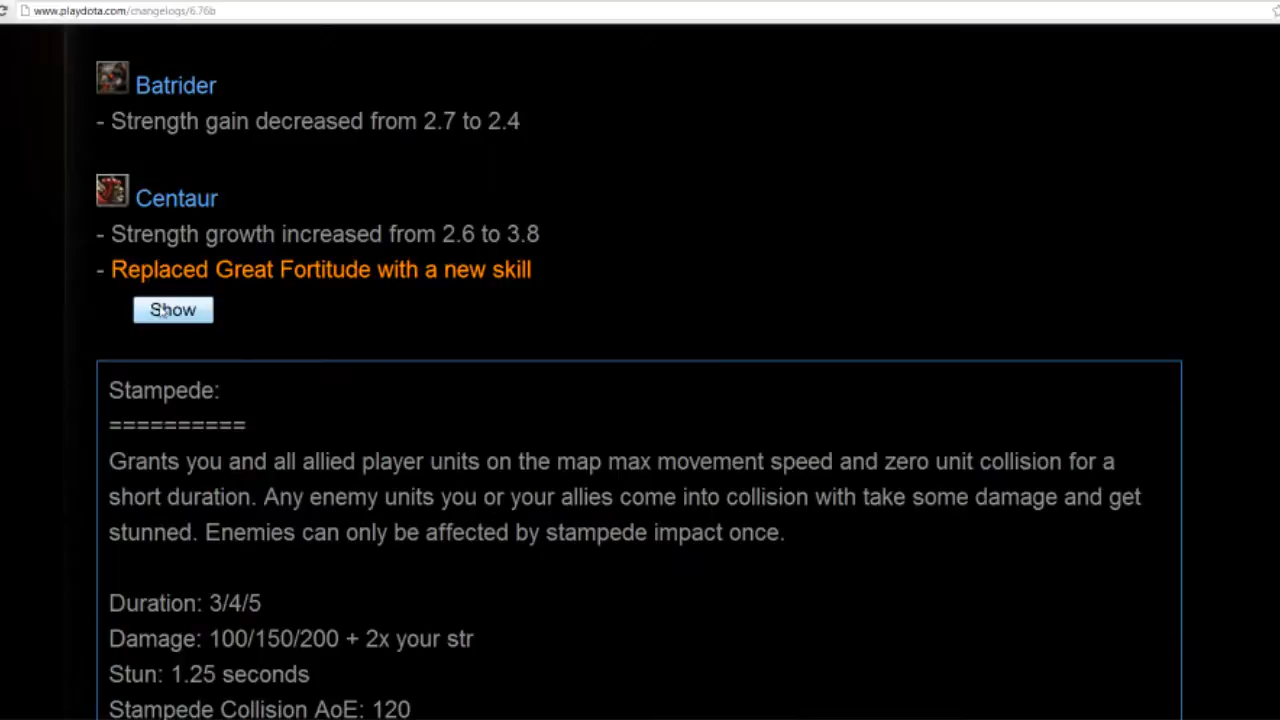 www.playdota.com/changelogs/6.76b
Batrider
- Strength gain decreased from 2.7 to 2.4
Centaur
- Strength growth increased from 2.6 to 3.8
- Replaced Great Fortitude with a new skill
Show
Stampede:
==========
Grants you and all allied player units on the map max movement speed and zero unit collision for a
short duration. Any enemy units you or your allies come into collision with take some damage and get
stunned. Enemies can only be affected by stampede impact once.
Duration: 3/4/5
Damage: 100/150/200 + 2x your str
Stun: 1.25 seconds
Stampede Collision AoE: 120